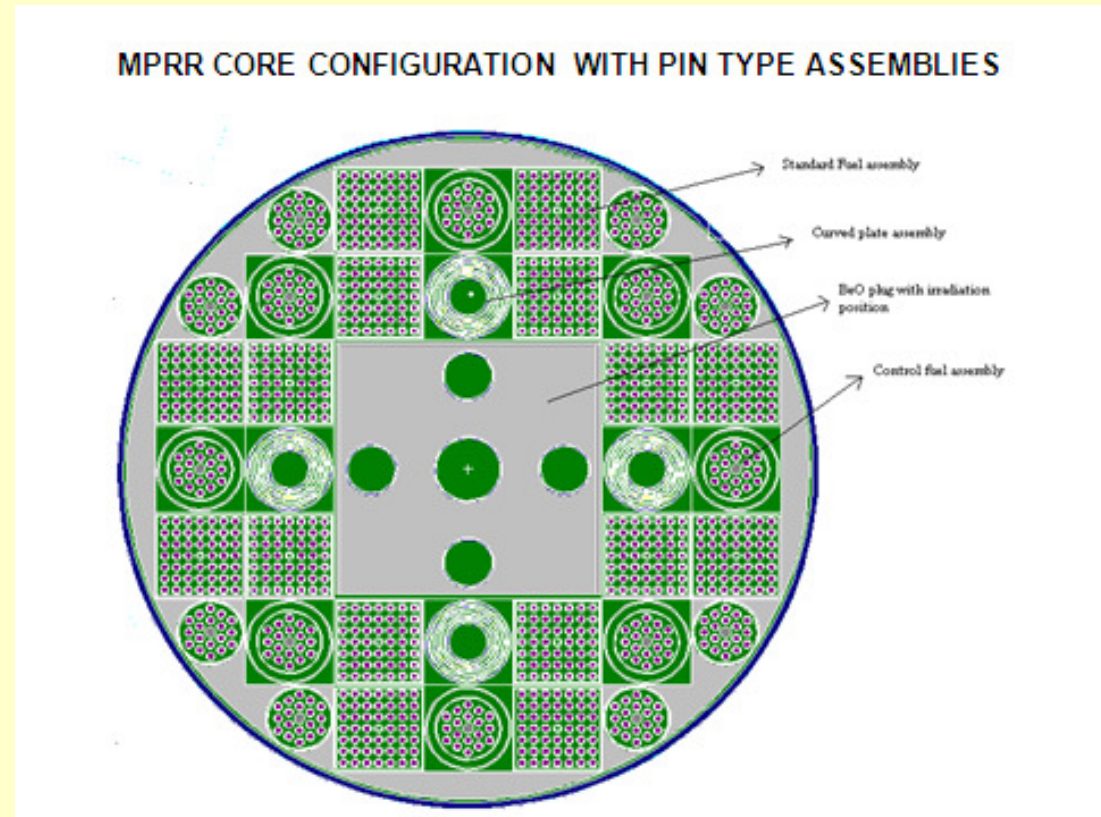 MPRR CORE CONFIGURATION WITH PIN TYPE ASSEMBLIES
Standard Fuel assembly
Curved plate assembly
BeO plug with irradiation
position
Control fuel assembly